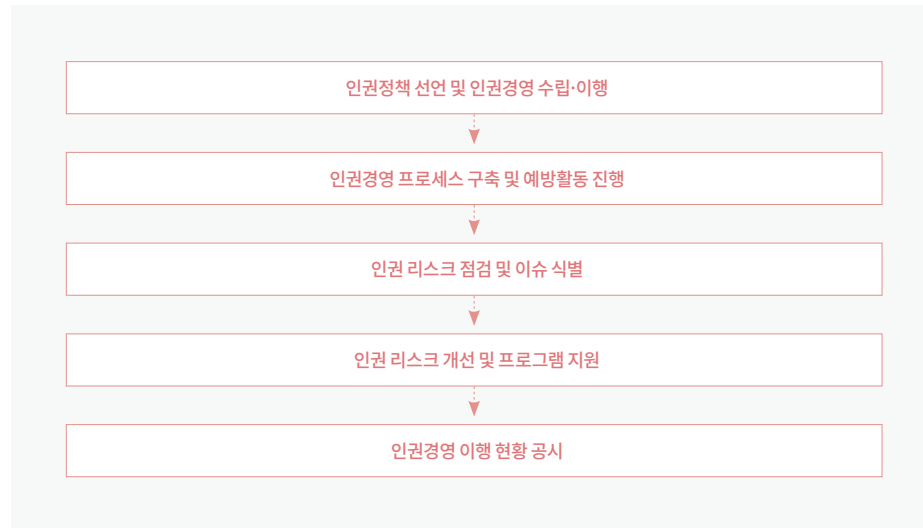 인권정책 선언 및 인권경영 수립·이행
인권경영 프로세스 구축 및 예방활동 진행
인권 리스크 점검 및 이슈 식별
인권 리스크 개선 및 프로그램 지원
인권경영 이행 현황 공시